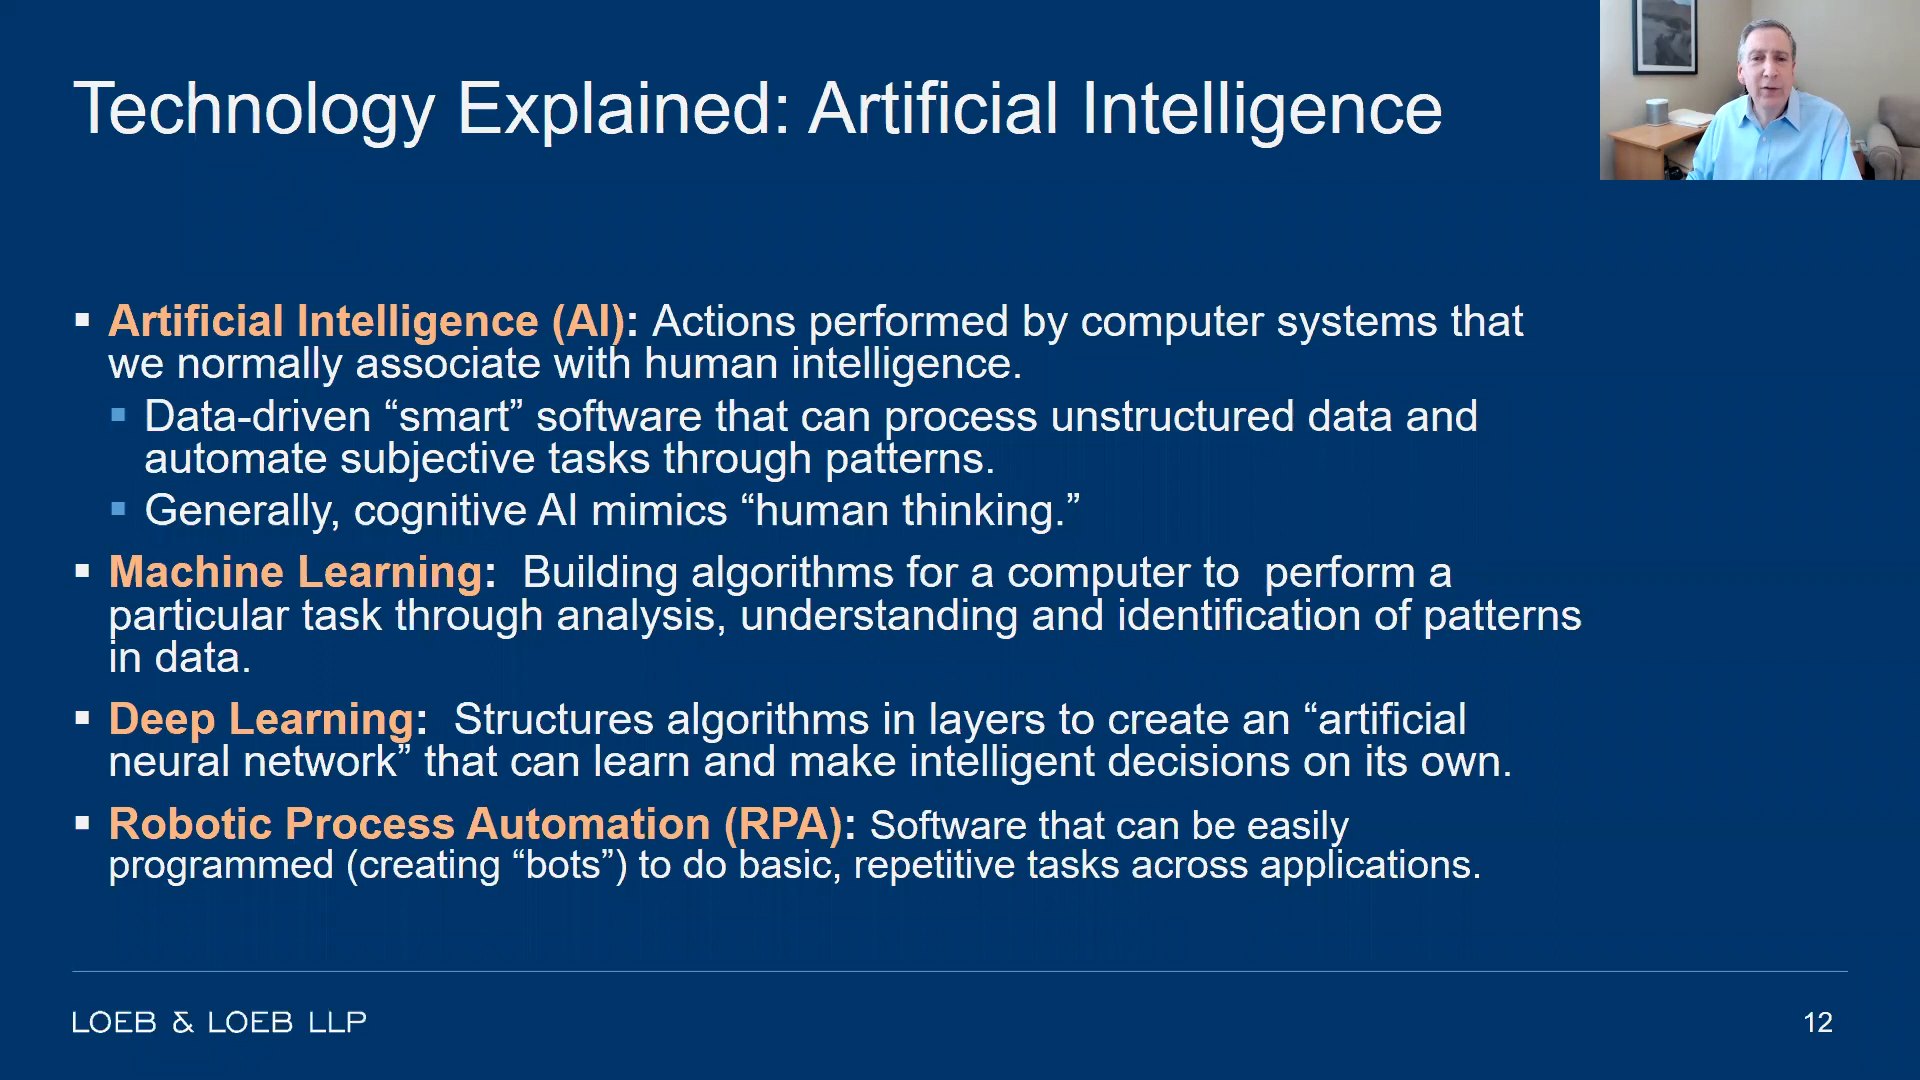 Technology Explained: Artificial Intelligence
▪ Artificial Intelligence (AI): Actions performed by computer systems that
we normally associate with human intelligence.
▪ Data-driven “smart” software that can process unstructured data and
automate subjective tasks through patterns.
▪ Generally, cognitive AI mimics “human thinking.”
▪ Machine Learning:  Building algorithms for a computer to  perform a
particular task through analysis, understanding and identification of patterns
in data.
▪ Deep Learning:  Structures algorithms in layers to create an “artificial
neural network” that can learn and make intelligent decisions on its own.
▪ Robotic Process Automation (RPA): Software that can be easily
programmed (creating “bots”) to do basic, repetitive tasks across applications.
LOEB & LOEB LLP
12